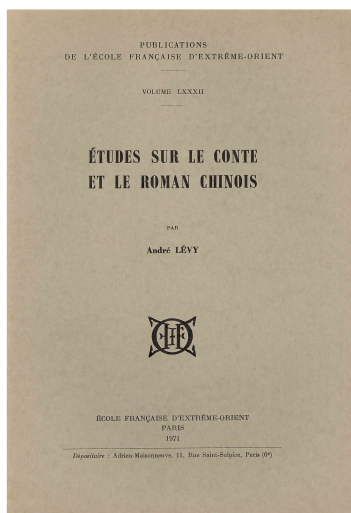 PUBLICATIONS
DE L'ÉCOLE FRANÇAISE D'EXTRÊME-ORIENT
VOLUME LXXXII
ÉTUDES SUR LE CONTE
ET LE ROMAN CHINOIS
PAR
André LÉVY
ÉCOLE FRANÇAISE D'EXTRÊME-ORIENT
PARIS
1971
Dépositaire : Adrien-Maisonneuve, 11, Rue Saint-Sulpice, Paris (6e)